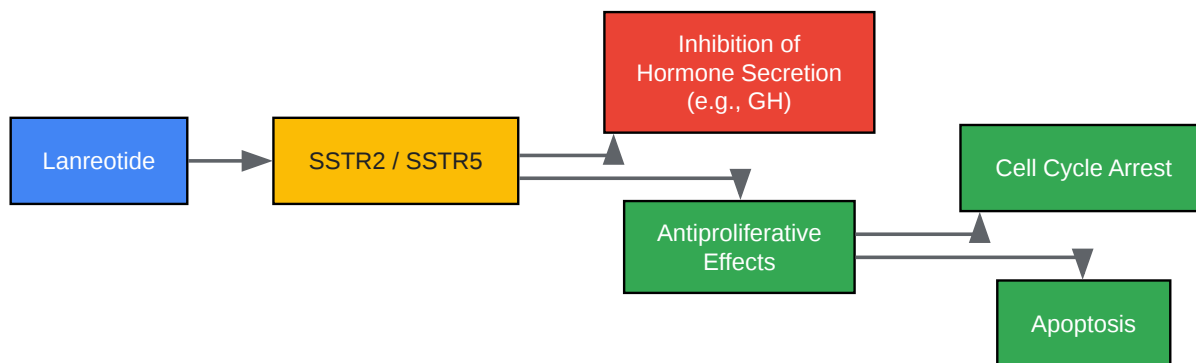 Lanreotide
SSTR2 / SSTR5
Inhibition of
Hormone Secretion
(e.g., GH)
Antiproliferative
Effects
Cell Cycle Arrest
Apoptosis